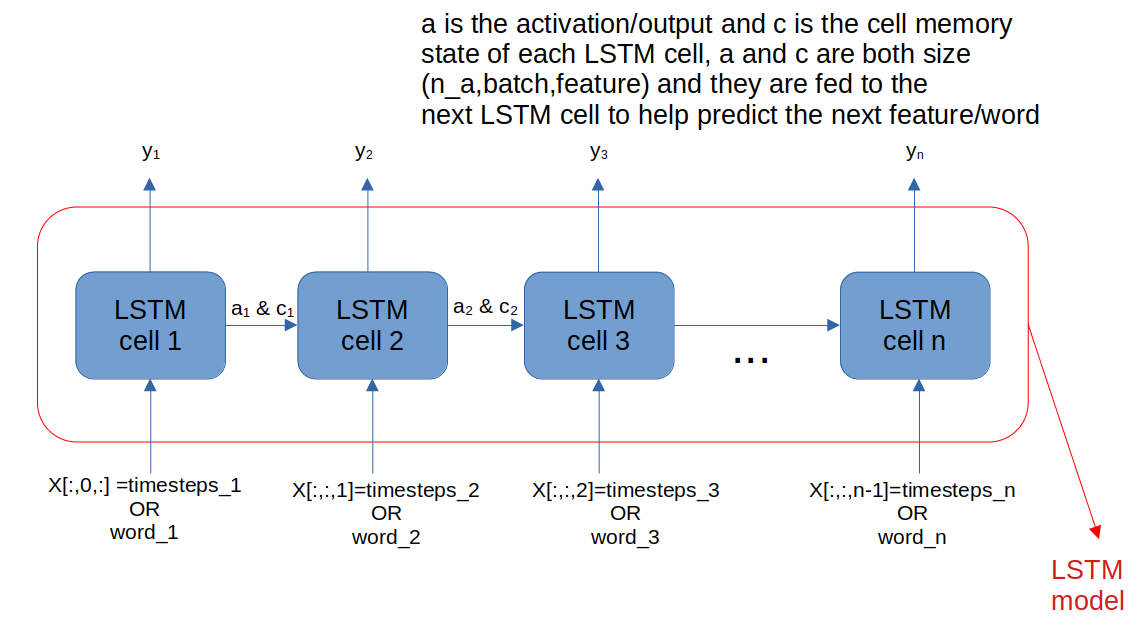 a is the activation/output and c is the cell memory
state of each LSTM cell, a and c are both size
(n_a,batch,feature) and they are fed to the
next LSTM cell to help predict the next feature/word
y₁ y₂ y₃ yₙ
LSTM
cell 1
a₁ & c₁
LSTM
cell 2
a₂ & c₂
LSTM
cell 3
...
LSTM
cell n
X[:,0,:] =timesteps_1
OR
word_1
X[:,:,1]=timesteps_2
OR
word_2
X[:,:,2]=timesteps_3
OR
word_3
X[:,:,n-1]=timesteps_n
OR
word_n
LSTM
model